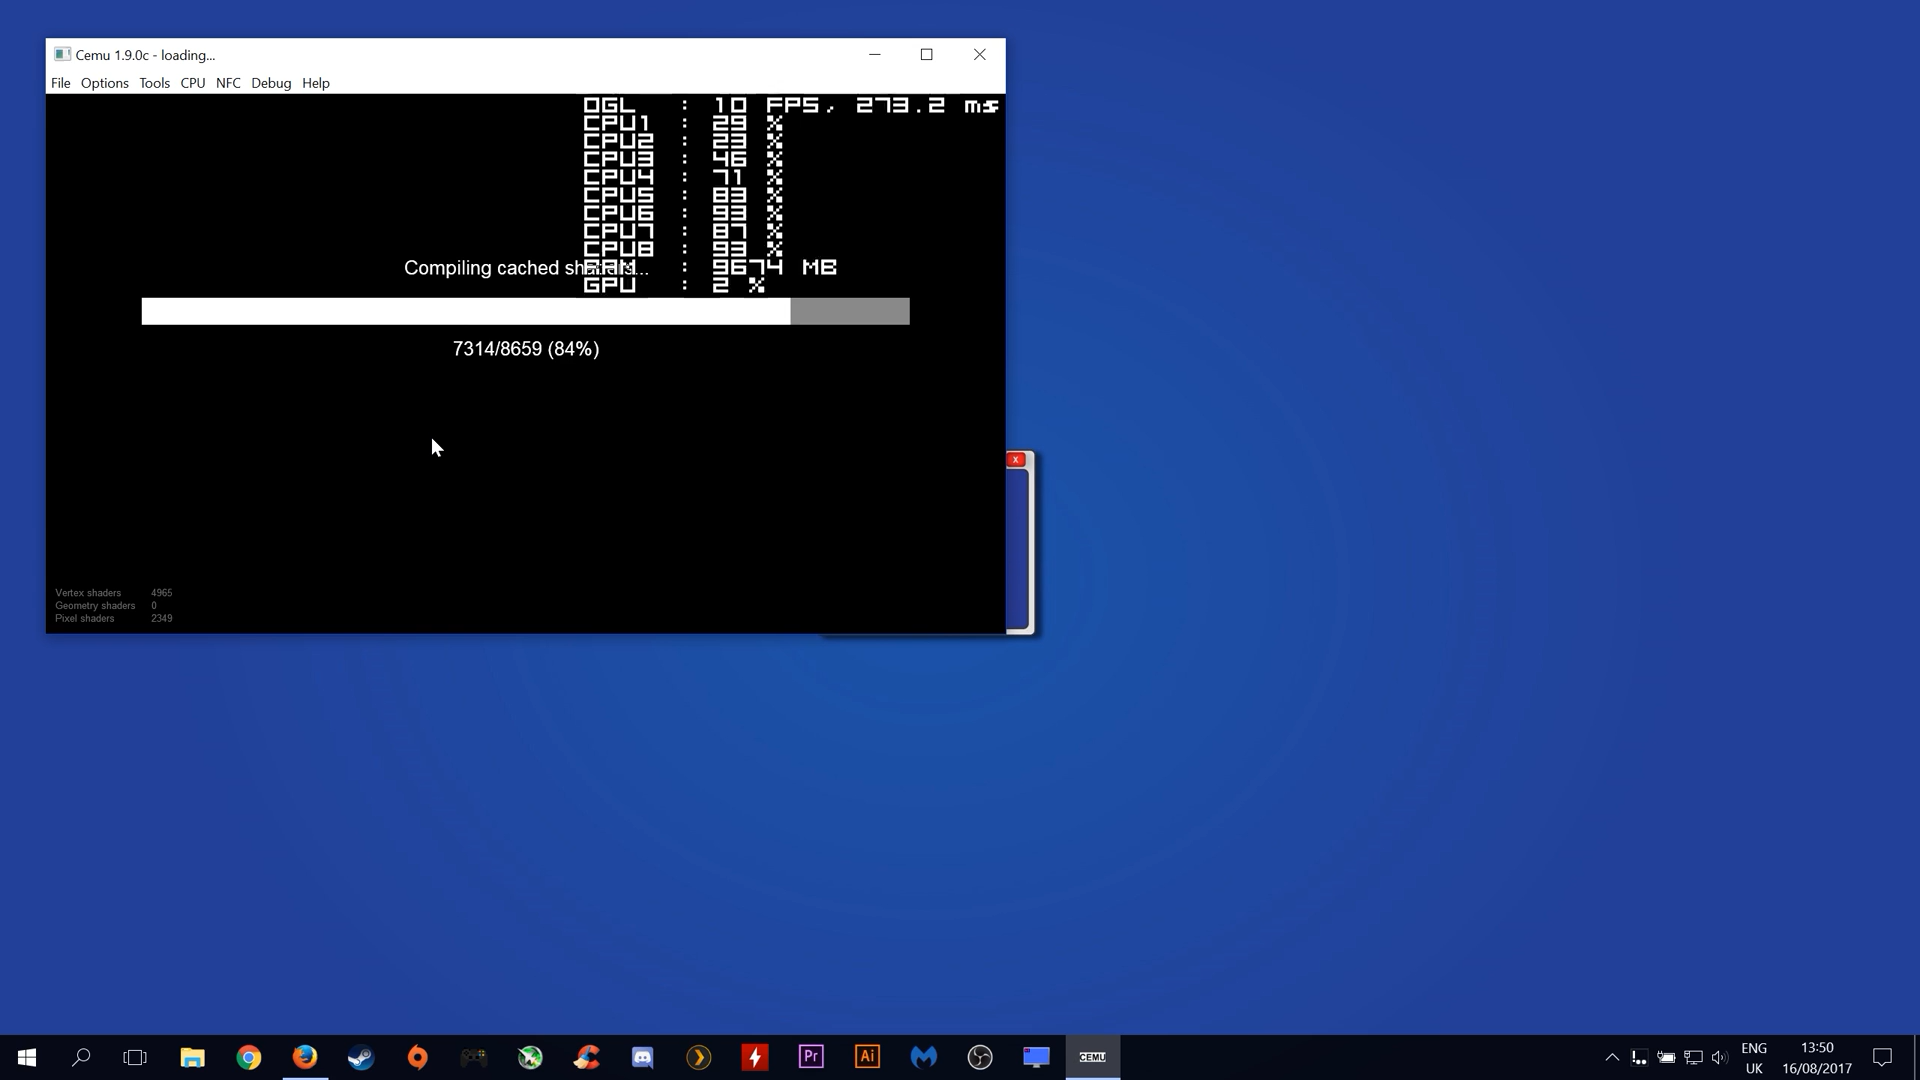 Cemu 1.9.0c - loading...
File Options Tools CPU NFC Debug Help
OGL : 10 FPS, 273.2 ms
CPU1 : 29 %
CPU2 : 23 %
CPU3 : 46 %
CPU4 : 71 %
CPU5 : 83 %
CPU6 : 93 %
CPU7 : 87 %
CPU8 : 93 %
Compiling cached shaders...
: 9674 MB
GPU : 2 %
7314/8659 (84%)
Vertex shaders 4965
Geometry shaders 0
Pixel shaders 2349
x
Pr
Ai
CEMU
ENG
UK
13:50
16/08/2017